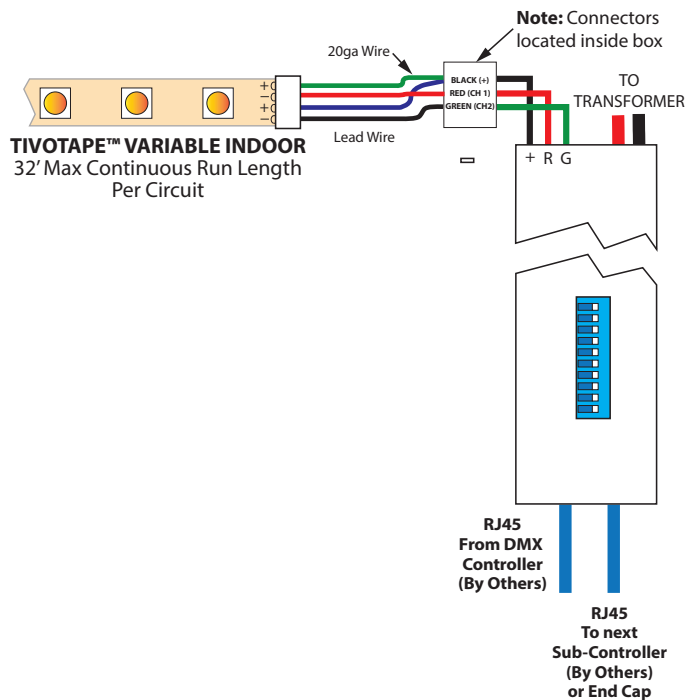 Note: Connectors
located inside box
20ga Wire
BLACK (+)
RED (CH 1)
GREEN (CH2)
TO
TRANSFORMER
+
−
+
−
Lead Wire
TIVOTAPE™ VARIABLE INDOOR
32’ Max Continuous Run Length
Per Circuit
+ R G
RJ45
From DMX
Controller
(By Others)
RJ45
To next
Sub-Controller
(By Others)
or End Cap